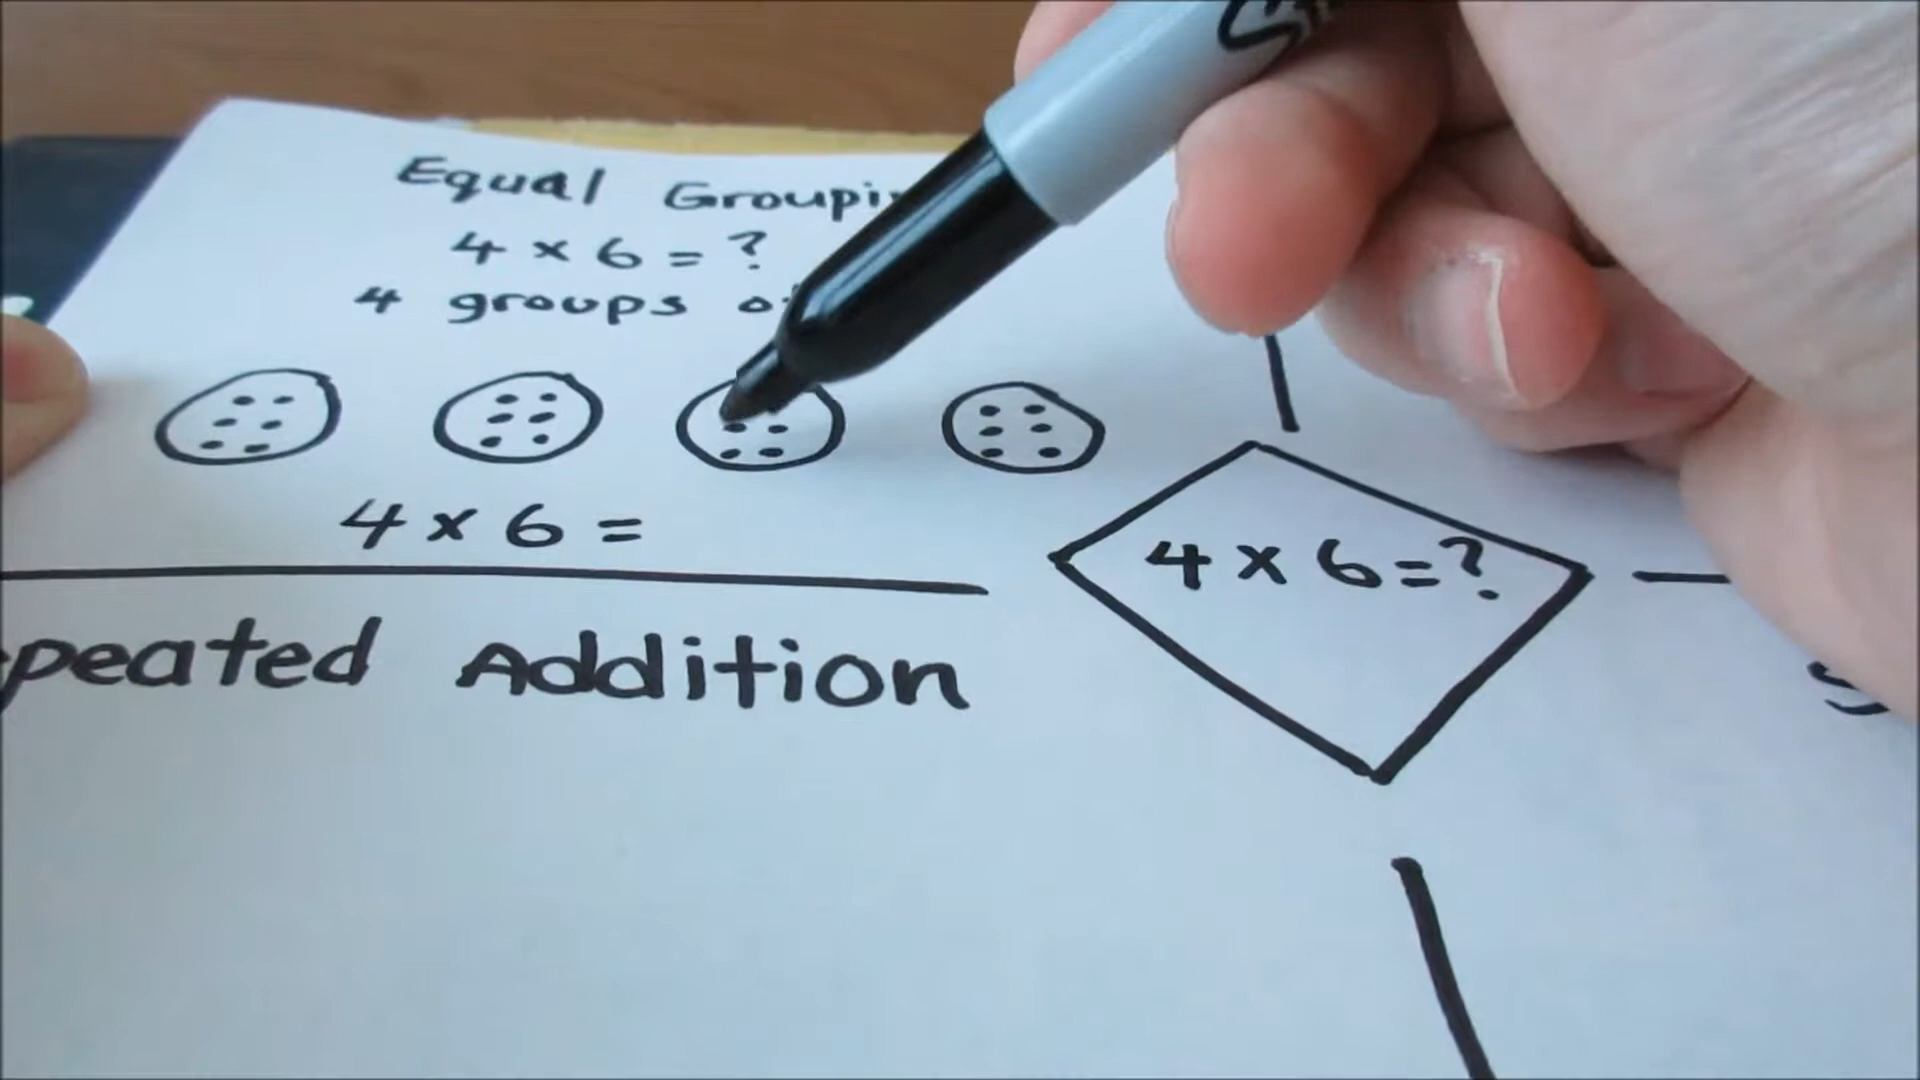 Equal Groupi
4 × 6 = ?
4 groups o
4 × 6 =
4 × 6 = ?
peated Addition